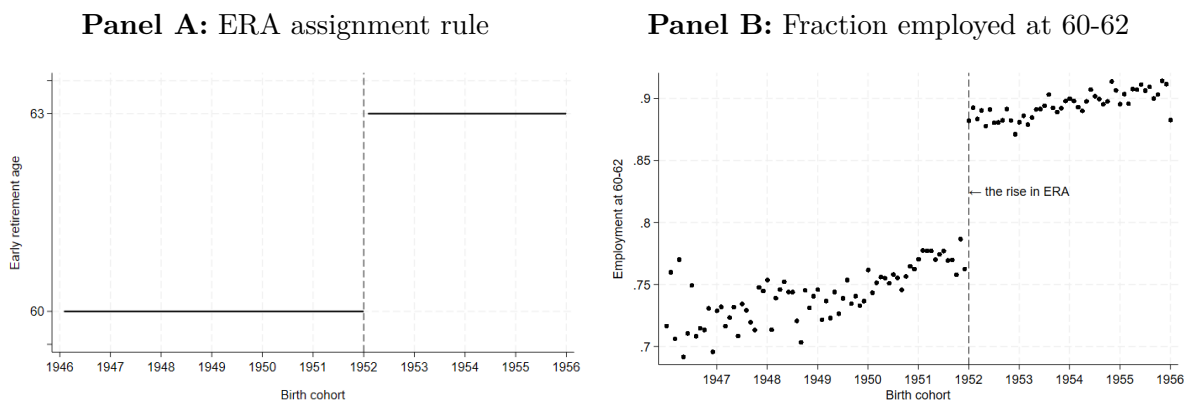 Panel A: ERA assignment rule
63
60
Early retirement age
1946 1947 1948 1949 1950 1951 1952 1953 1954 1955 1956
Birth cohort
Panel B: Fraction employed at 60-62
.9
.85
.8
.75
.7
Employment at 60-62
← the rise in ERA
1947 1948 1949 1950 1951 1952 1953 1954 1955 1956
Birth cohort